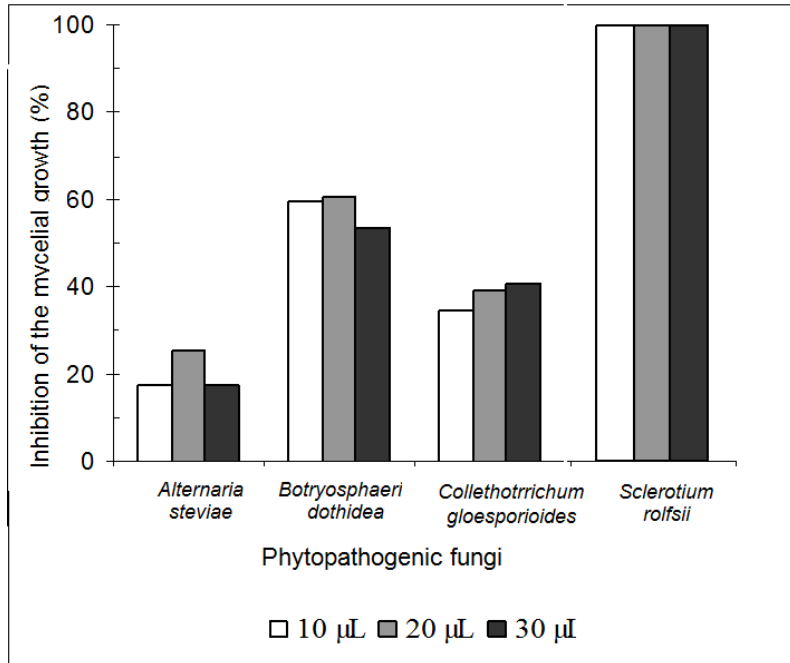 Inhibition of the mycelial growth (%)
100
80
60
40
20
0
Alternaria
steviae
Botryosphaeri
dothidea
Collethotrrichum
gloesporioides
Sclerotium
rolfsii
Phytopathogenic fungi
10 µL 20 µL 30 µI